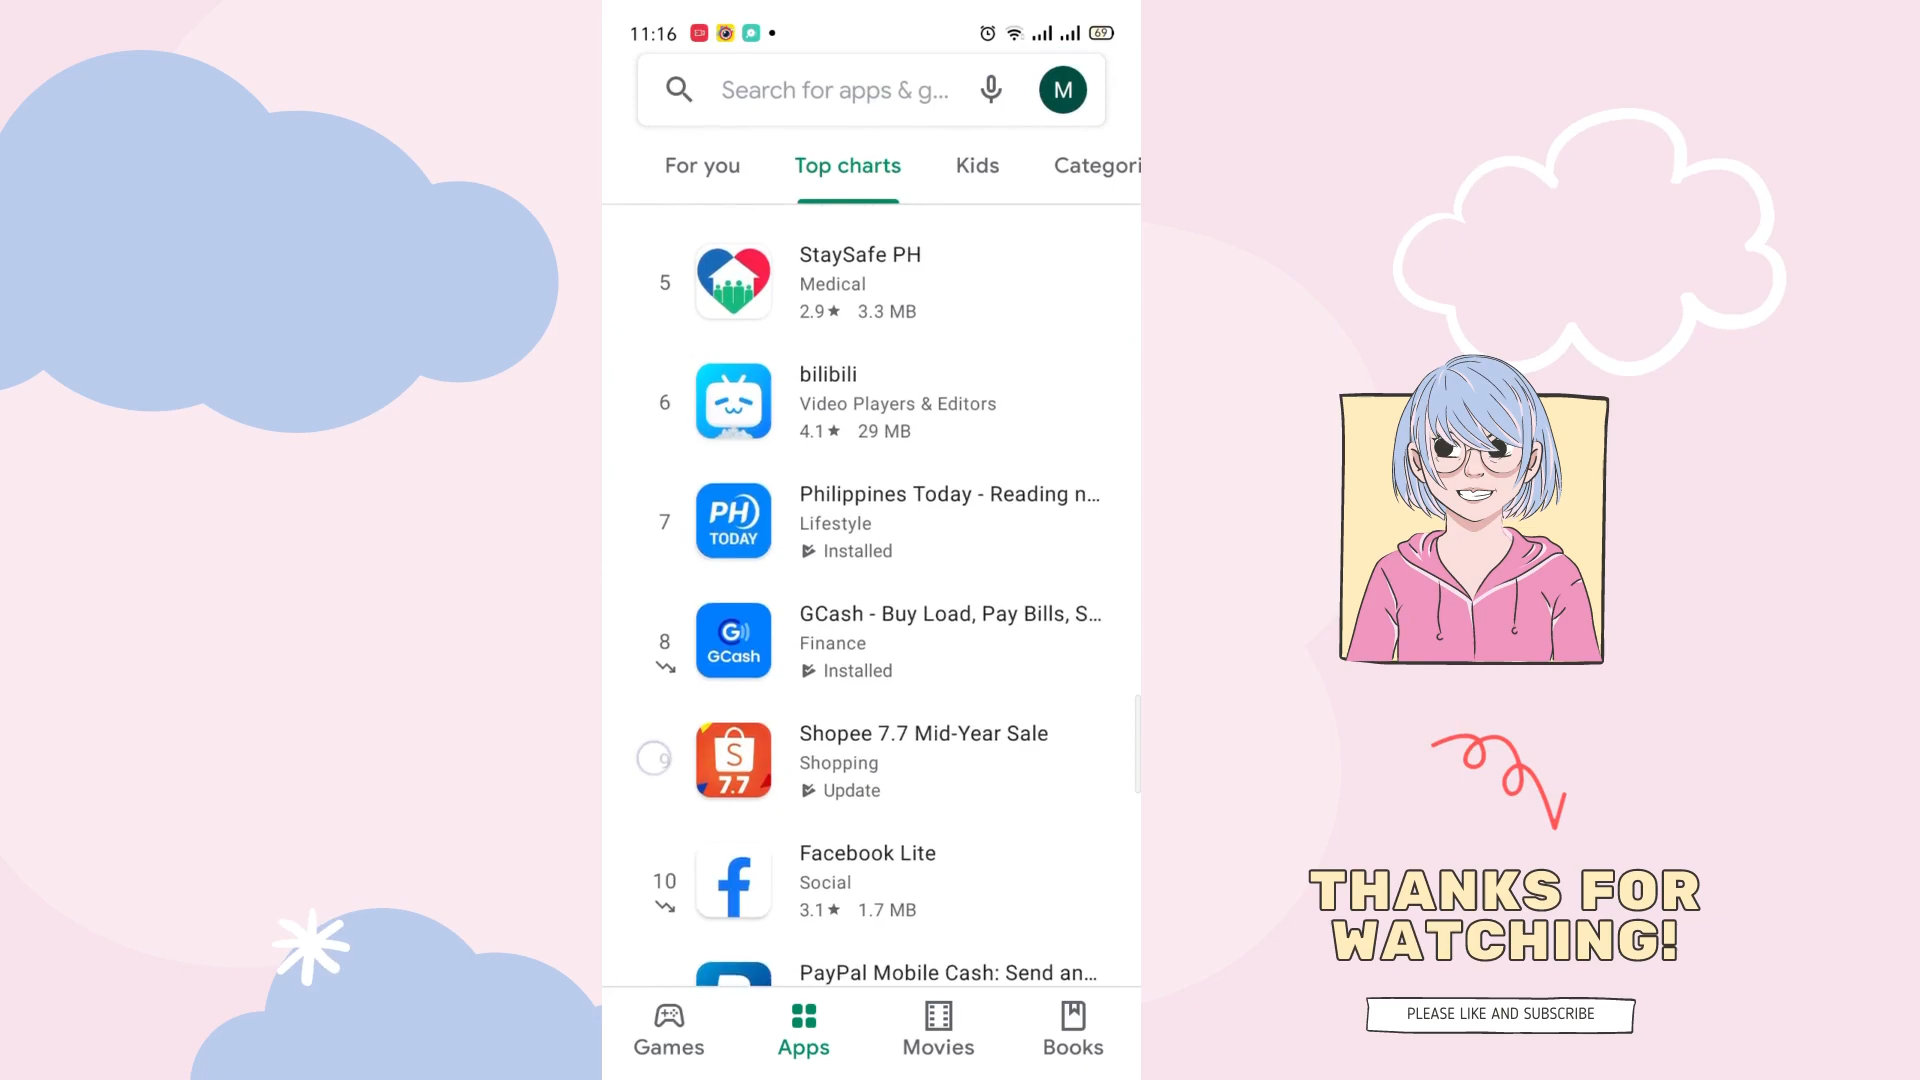 11:16
69
Search for apps & g...
M
For you
Top charts
Kids
Categori
5
StaySafe PH
Medical
2.9★ 3.3 MB
6
bilibili
Video Players & Editors
4.1★ 29 MB
7
PH
TODAY
Philippines Today - Reading n...
Lifestyle
Installed
8
G
GCash
GCash - Buy Load, Pay Bills, S...
Finance
Installed
9
S
7.7
Shopee 7.7 Mid-Year Sale
Shopping
Update
10
f
Facebook Lite
Social
3.1★ 1.7 MB
PayPal Mobile Cash: Send an...
Games
Apps
Movies
Books
THANKS FOR
WATCHING!
PLEASE LIKE AND SUBSCRIBE